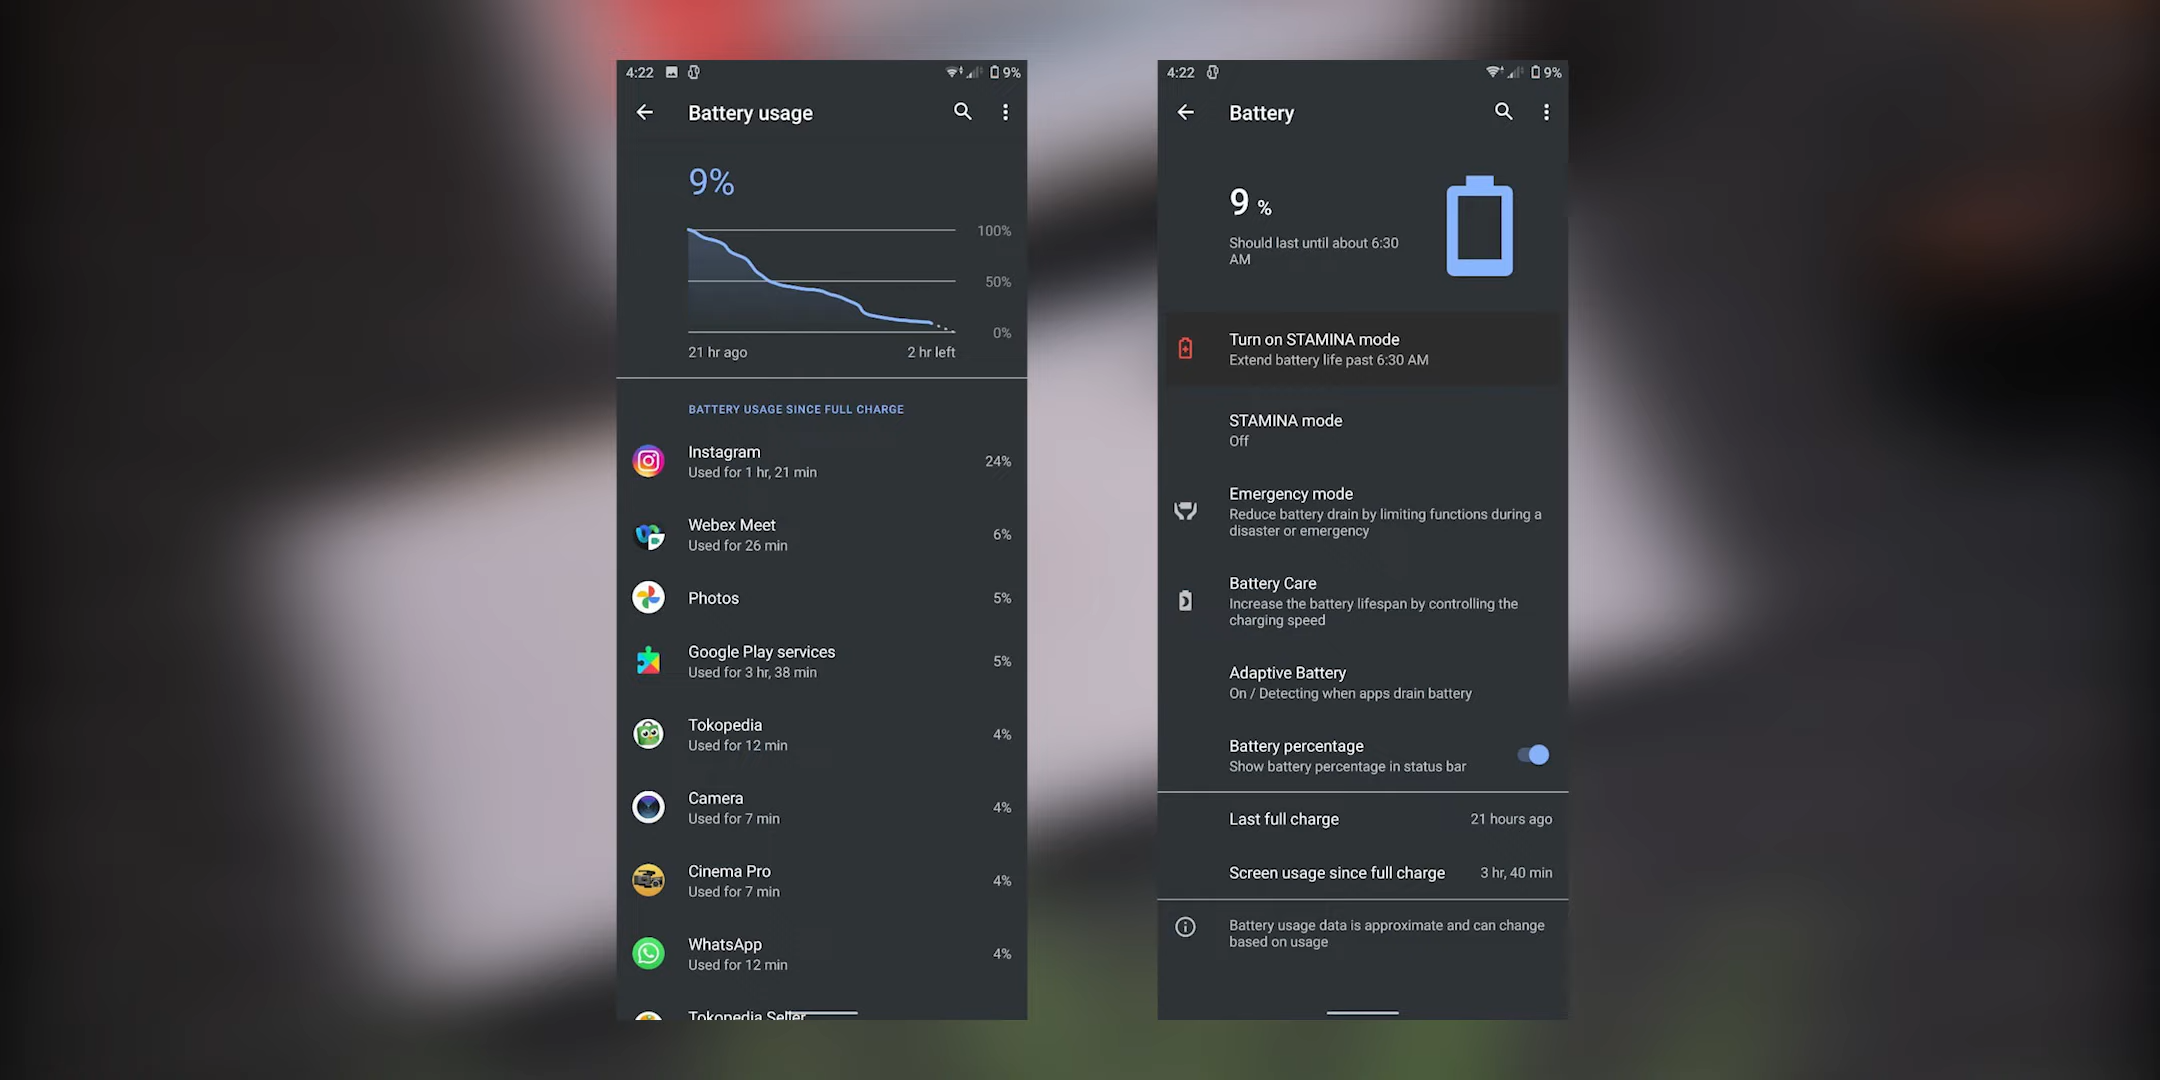 4:22
9%
Battery usage
9%
100%
50%
0%
21 hr ago
2 hr left
BATTERY USAGE SINCE FULL CHARGE
Instagram
Used for 1 hr, 21 min
24%
Webex Meet
Used for 26 min
6%
Photos
5%
Google Play services
Used for 3 hr, 38 min
5%
Tokopedia
Used for 12 min
4%
Camera
Used for 7 min
4%
Cinema Pro
Used for 7 min
4%
WhatsApp
Used for 12 min
4%
Tokopedia Seller
4:22
9%
Battery
9 %
Should last until about 6:30
AM
Turn on STAMINA mode
Extend battery life past 6:30 AM
STAMINA mode
Off
Emergency mode
Reduce battery drain by limiting functions during a
disaster or emergency
Battery Care
Increase the battery lifespan by controlling the
charging speed
Adaptive Battery
On / Detecting when apps drain battery
Battery percentage
Show battery percentage in status bar
Last full charge
21 hours ago
Screen usage since full charge
3 hr, 40 min
Battery usage data is approximate and can change
based on usage